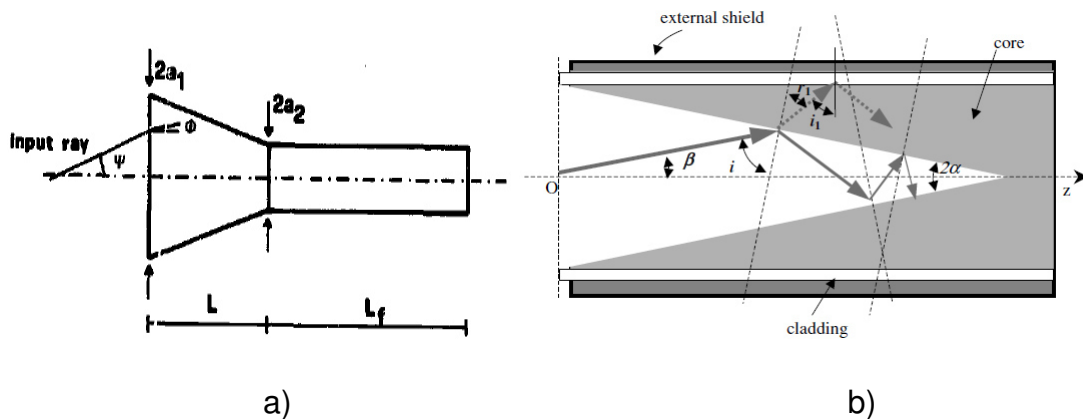 2a1
2a2
input ray
Φ
Ψ
L
Lf
a)
external shield
core
r1
i1
β
i
O
2α
z
cladding
b)